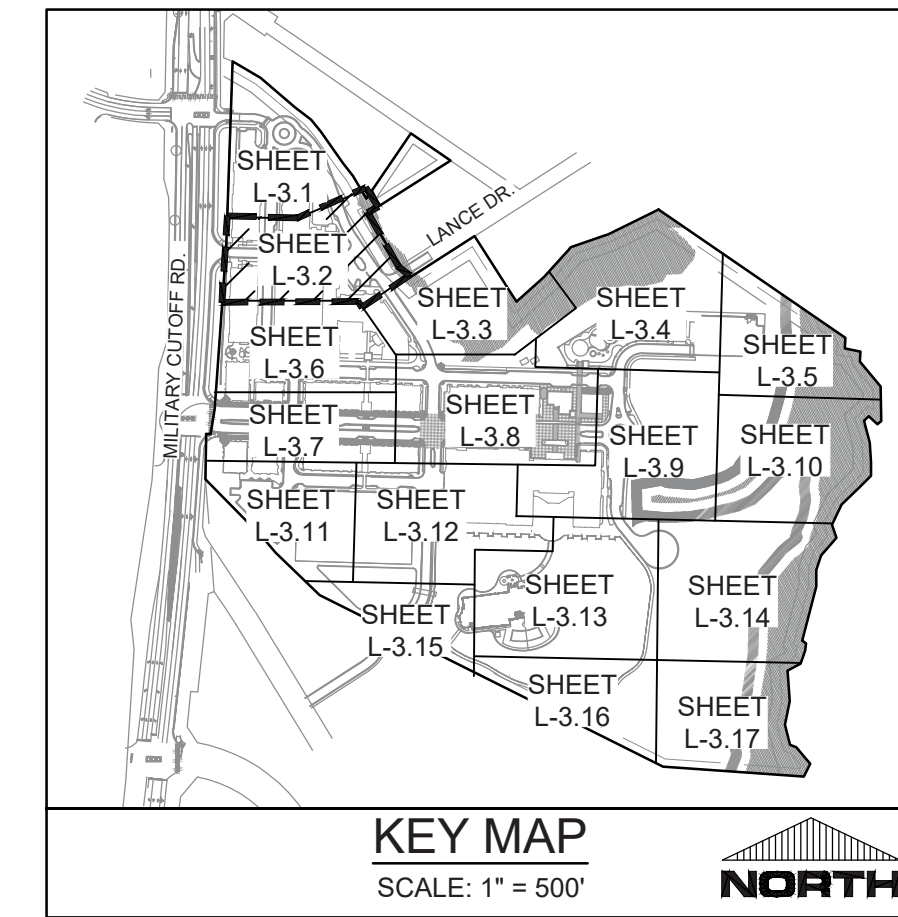 SHEET
L-3.1
SHEET
L-3.2
LANCE DR.
MILITARY CUTOFF RD.
SHEET
L-3.3
SHEET
L-3.4
SHEET
L-3.5
SHEET
L-3.6
SHEET
L-3.7
SHEET
L-3.8
SHEET
L-3.9
SHEET
L-3.10
SHEET
L-3.11
SHEET
L-3.12
SHEET
L-3.13
SHEET
L-3.14
SHEET
L-3.15
SHEET
L-3.16
SHEET
L-3.17
KEY MAP
SCALE: 1" = 500'
NORTH